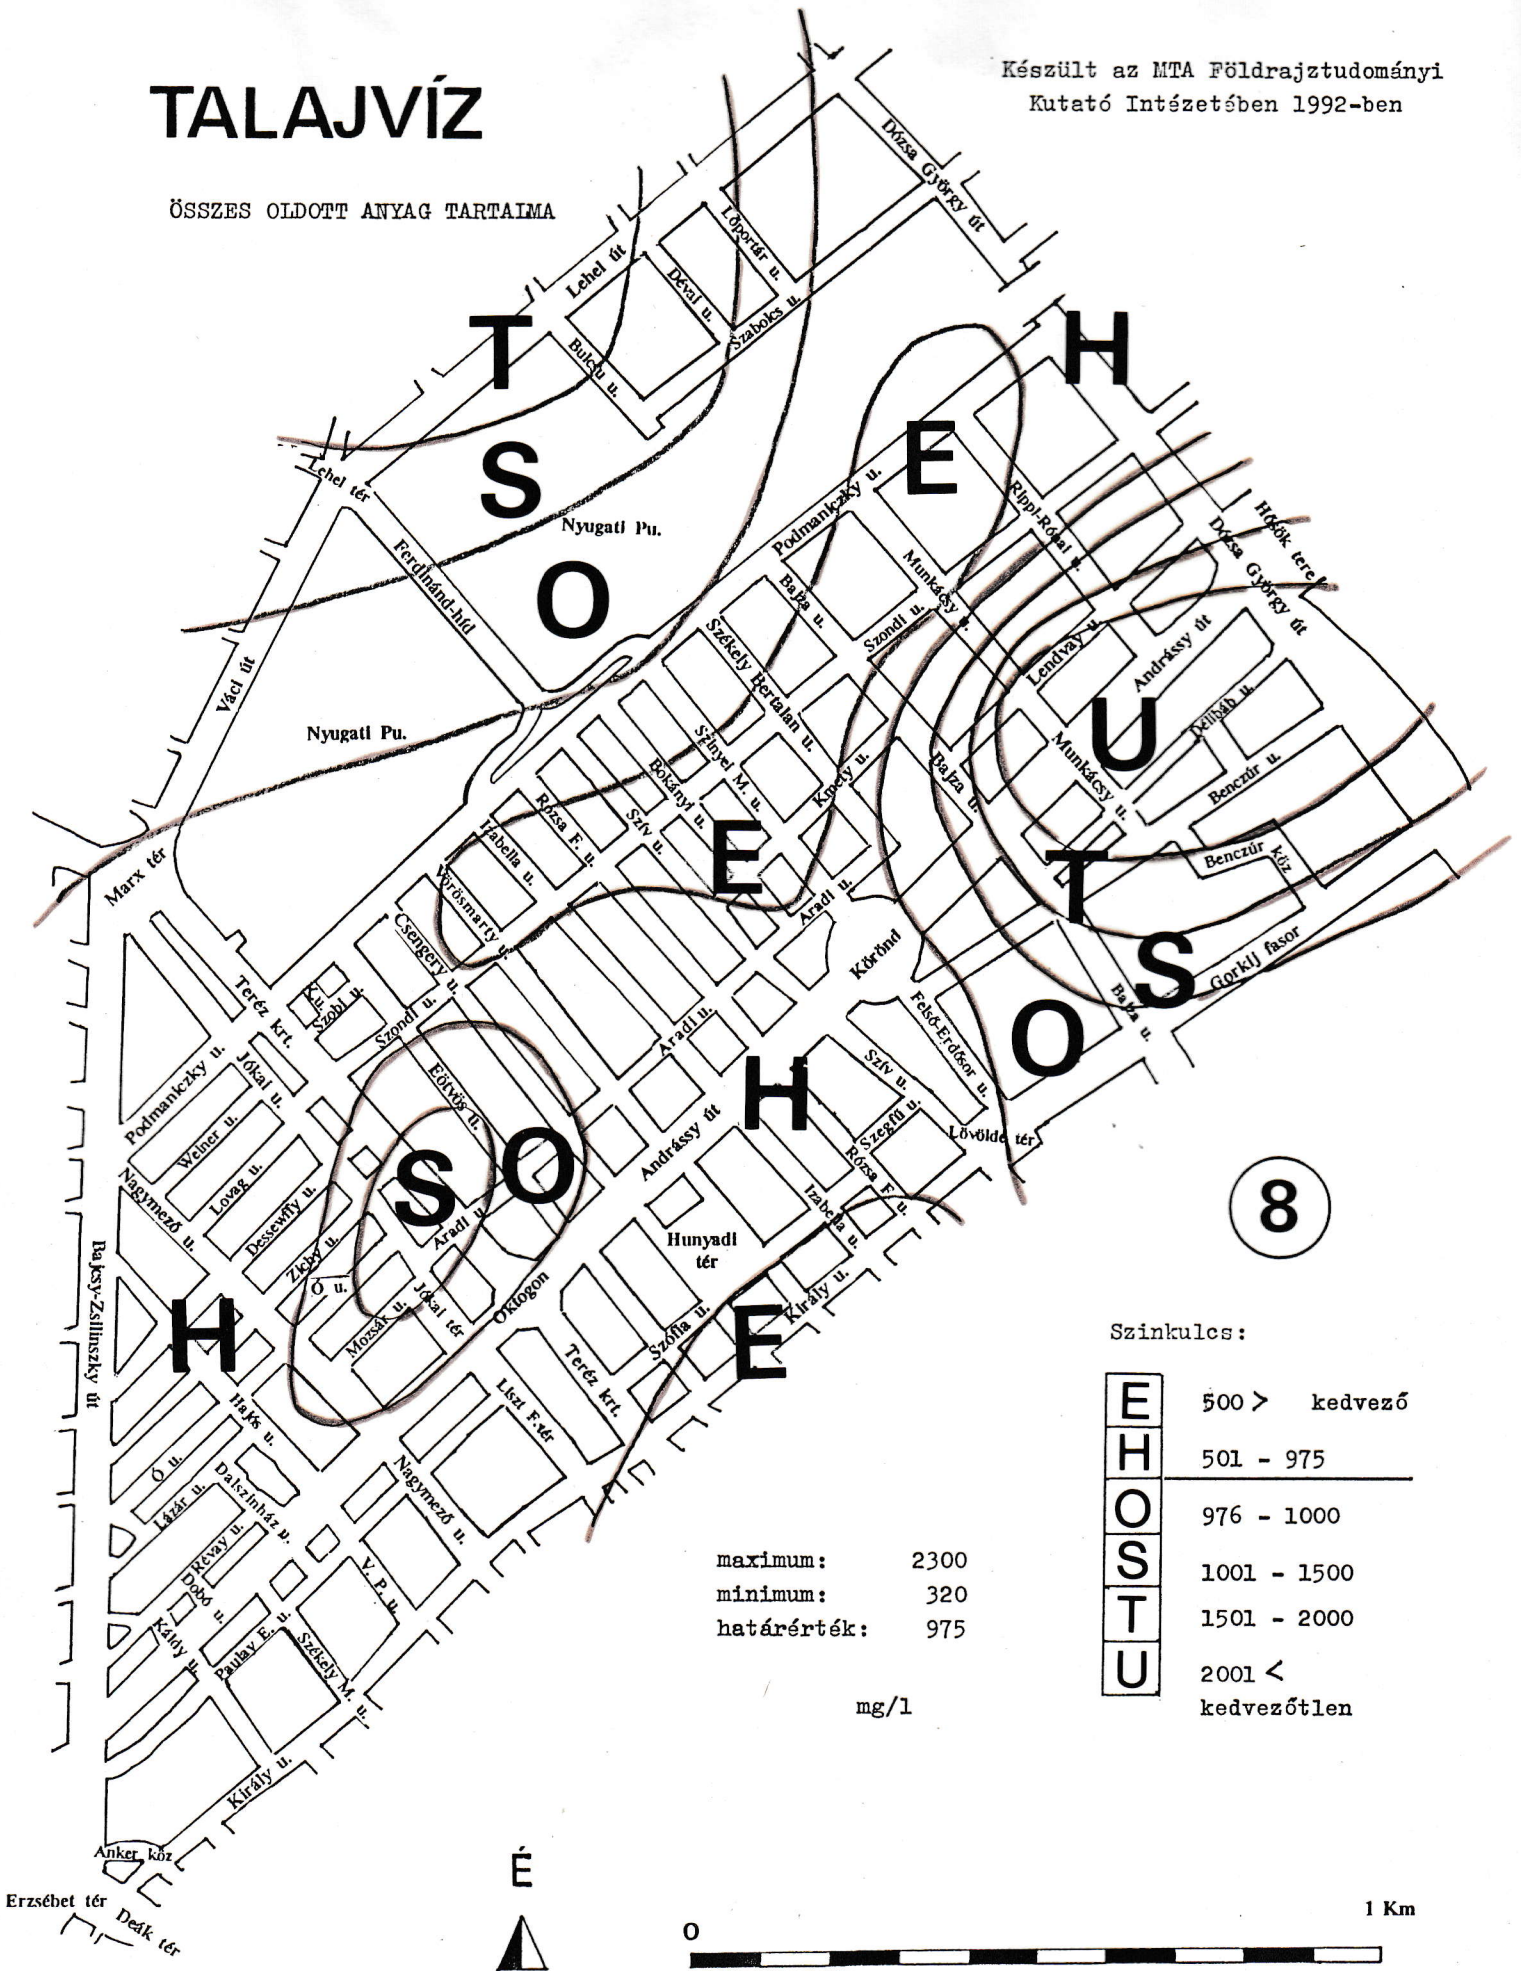 TALAJVÍZ
ÖSSZES OLDOTT ANYAG TARTALMA
Készült az MTA Földrajztudományi
Kutató Intézetében 1992-ben
Dózsa György út
Lőportár u.
Lehel út
Dévai u.
Szabolcs u.
T
Bulcsu u.
H
S
E
Lehel tér
Nyugati Pu.
Podmaniczky u.
Rippl-Rónai u.
Hősök tere
Dózsa György út
Ferdinánd-híd
O
Bajza u.
Munkácsy u.
Szondi u.
Székely Bertalan u.
Lendvay u.
Andrássy út
Váci út
Nyugati Pu.
U
Délibáb u.
Szinyei M. u.
Munkácsy u.
Bajza u.
Benczúr u.
Bokányi u.
Kmety u.
Rózsa F. u.
Szív u.
Izabella u.
E
T
Benczúr köz
Marx tér
Vörösmarty u.
Aradi u.
Csengery u.
Körönd
S
Gorkij fasor
Teréz krt.
Szobi u.
Szondi u.
Aradi u.
Felső-Erdősor u.
O
Bajza u.
Podmaniczky u.
Jókai u.
Eötvös u.
H
Szív u.
Weiner u.
Szegfű u.
Lövölde tér
Andrássy út
Nagymező u.
Lovag u.
S
O
Rózsa F. u.
Izabella u.
8
Dessewffy u.
Aradi u.
Zichy u.
Hunyadi
tér
Bajcsy-Zsilinszky út
Ó u.
Jókai tér
Oktogon
Király u.
H
Mozsár u.
Szófia u.
E
Teréz krt.
Hajós u.
Liszt F. tér
Ó u.
Dalszínház u.
Nagymező u.
Lázár u.
Révay u.
V. P. u.
Dobó u.
Káldy u.
Paulay E. u.
Székely M. u.
Király u.
Anker köz
Erzsébet tér
Deák tér
Szinkulcs:
E 500 > kedvező
H 501 - 975
O 976 - 1000
S 1001 - 1500
T 1501 - 2000
U 2001 <
kedvezőtlen
maximum: 2300
minimum: 320
határérték: 975
mg/l
É
0
1 Km